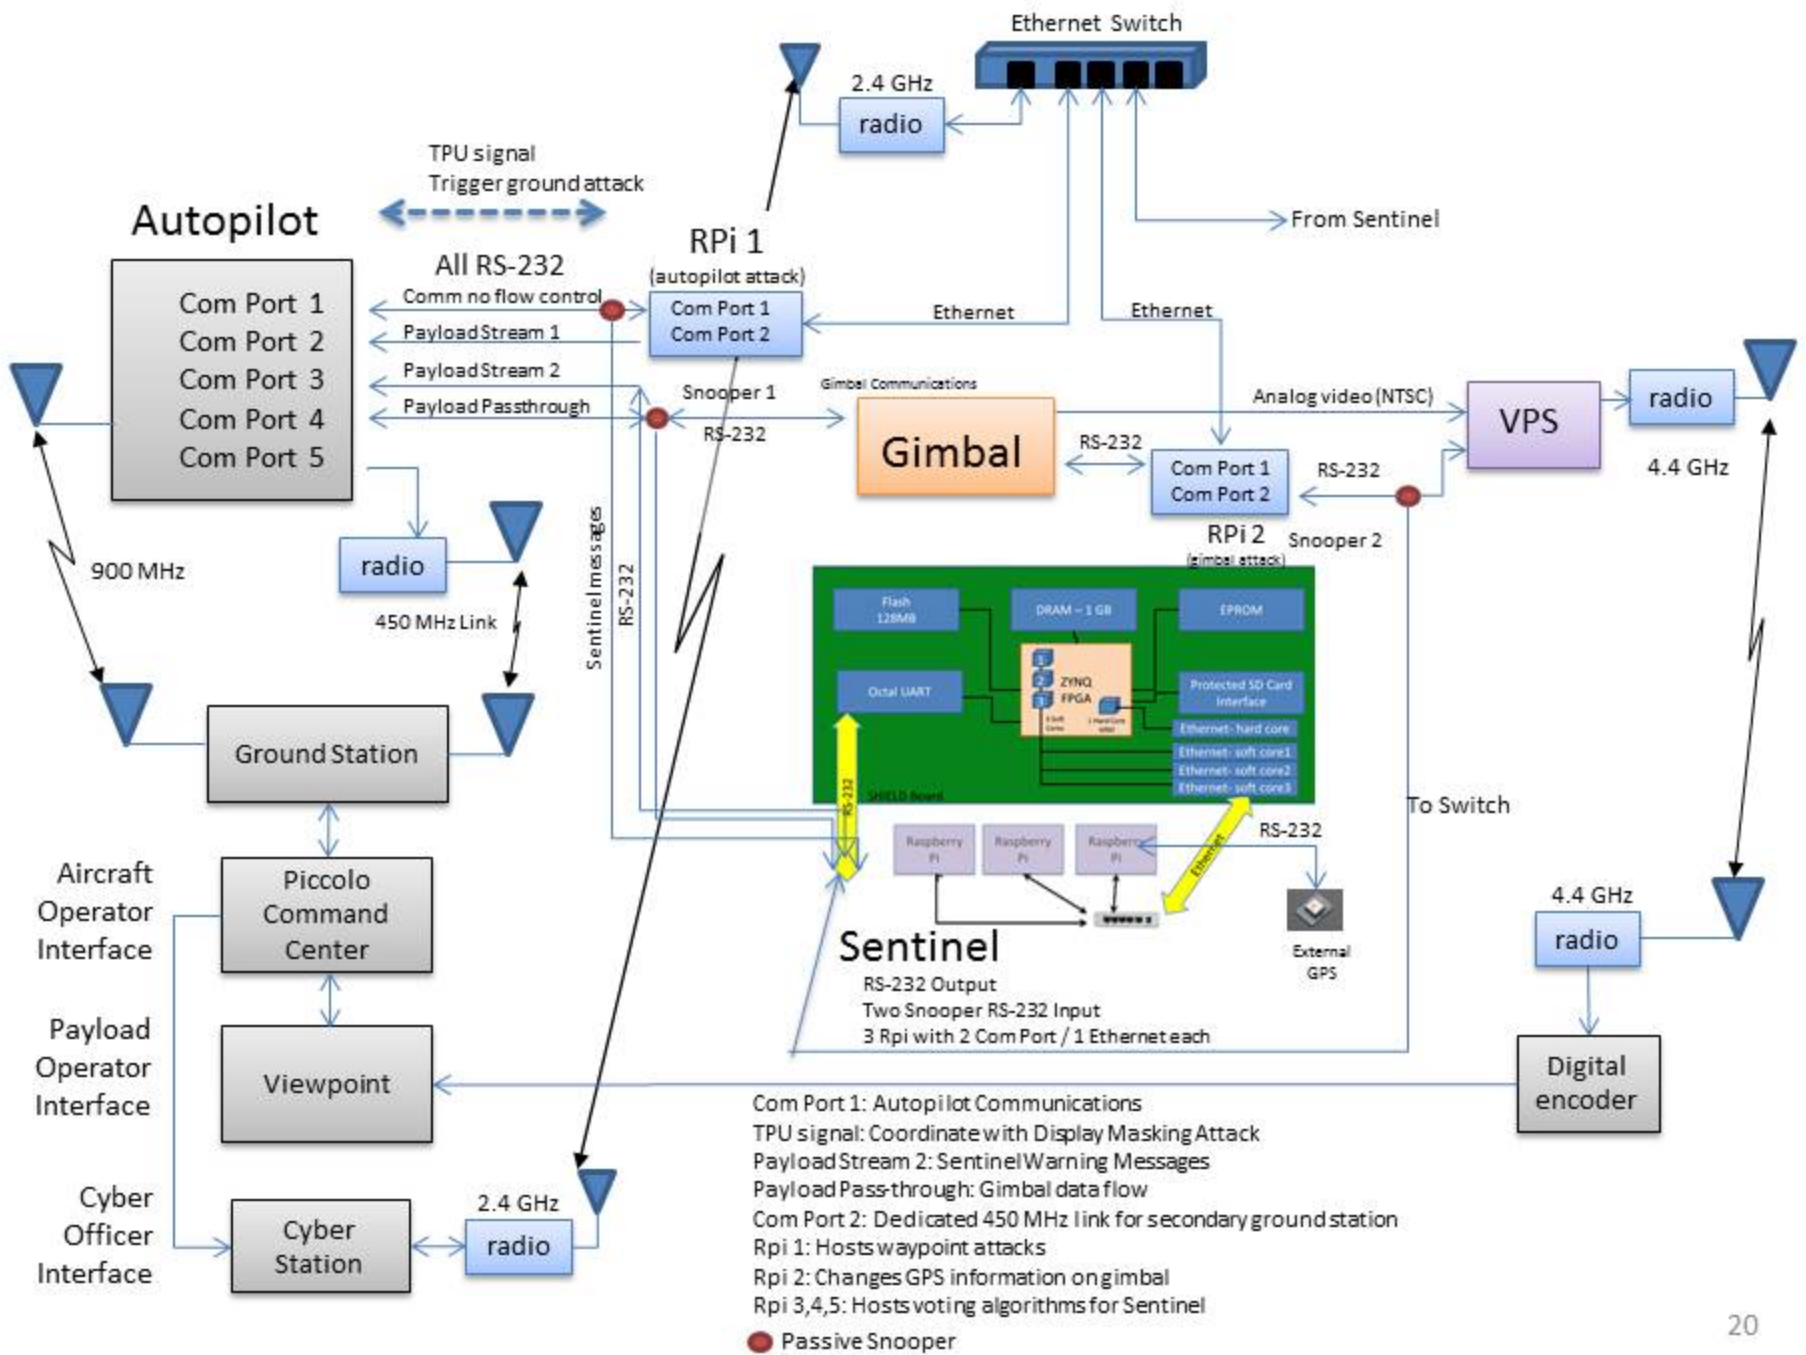 Ethernet Switch
2.4 GHz
radio
TPU signal
Trigger ground attack
From Sentinel
Autopilot
RPi 1
(autopilot attack)
All RS-232
Com Port 1
Com Port 2
Com Port 3
Com Port 4
Com Port 5
Comm no flow control
Payload Stream 1
Payload Stream 2
Payload Passthrough
Com Port 1
Com Port 2
Ethernet
Ethernet
Snooper 1
RS-232
Gimbal Communications
Gimbal
Analog video (NTSC)
VPS
radio
4.4 GHz
RS-232
Com Port 1
Com Port 2
RS-232
RPi 2
(gimbal attack)
Snooper 2
900 MHz
radio
450 MHz Link
Sentinel messages
RS-232
Flash
128MB
DRAM – 1 GB
EPROM
Octal UART
1
2
3
ZYNQ
FPGA
3 Soft
Cores
1 Hard Core
Protected SD Card
Interface
Ethernet- hard core
Ethernet- soft core1
Ethernet- soft core2
Ethernet- soft core3
SHIELD Board
RS-232
Ethernet
Raspberry
Pi
Raspberry
Pi
Raspberry
Pi
RS-232
External
GPS
To Switch
Ground Station
Aircraft
Operator
Interface
Piccolo
Command
Center
Sentinel
RS-232 Output
Two Snooper RS-232 Input
3 Rpi with 2 Com Port / 1 Ethernet each
4.4 GHz
radio
Payload
Operator
Interface
Viewpoint
Digital
encoder
Cyber
Officer
Interface
Cyber
Station
2.4 GHz
radio
Com Port 1: Autopilot Communications
TPU signal: Coordinate with Display Masking Attack
Payload Stream 2: Sentinel Warning Messages
Payload Pass-through: Gimbal data flow
Com Port 2: Dedicated 450 MHz link for secondary ground station
Rpi 1: Hosts waypoint attacks
Rpi 2: Changes GPS information on gimbal
Rpi 3,4,5: Hosts voting algorithms for Sentinel
Passive Snooper
20